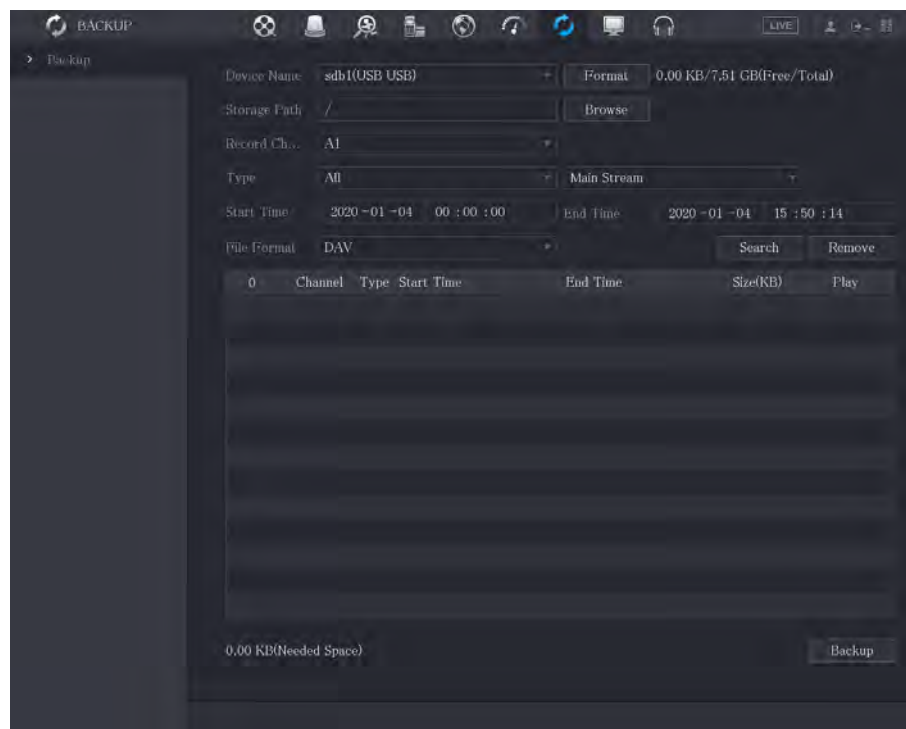 BACKUP LIVE
Backup
Device Name sdb1(USB USB) Format 0.00 KB/7.51 GB(Free/Total)
Storage Path / Browse
Record Ch... A1
Type All Main Stream
Start Time 2020 -01 -04 00 :00 :00 End Time 2020 -01 -04 15 :50 :14
File Format DAV Search Remove
0 Channel Type Start Time End Time Size(KB) Play
0.00 KB(Needed Space) Backup